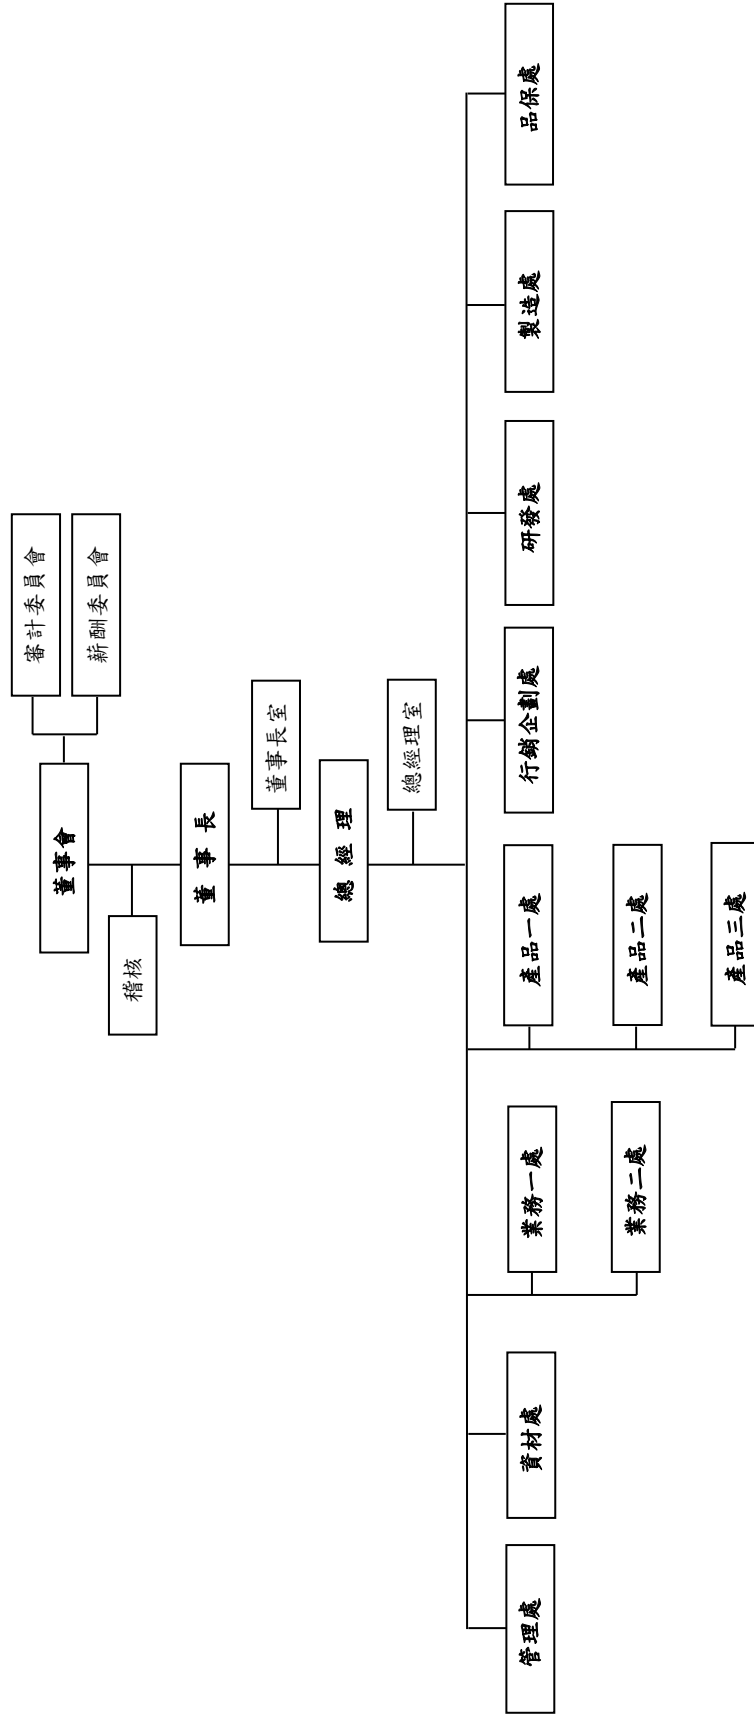 審計委員會
薪酬委員會
董事會
稽核
董事長
董事長室
總經理
總經理室
管理處
資材處
業務一處
業務二處
產品一處
產品二處
產品三處
行銷企劃處
研發處
製造處
品保處